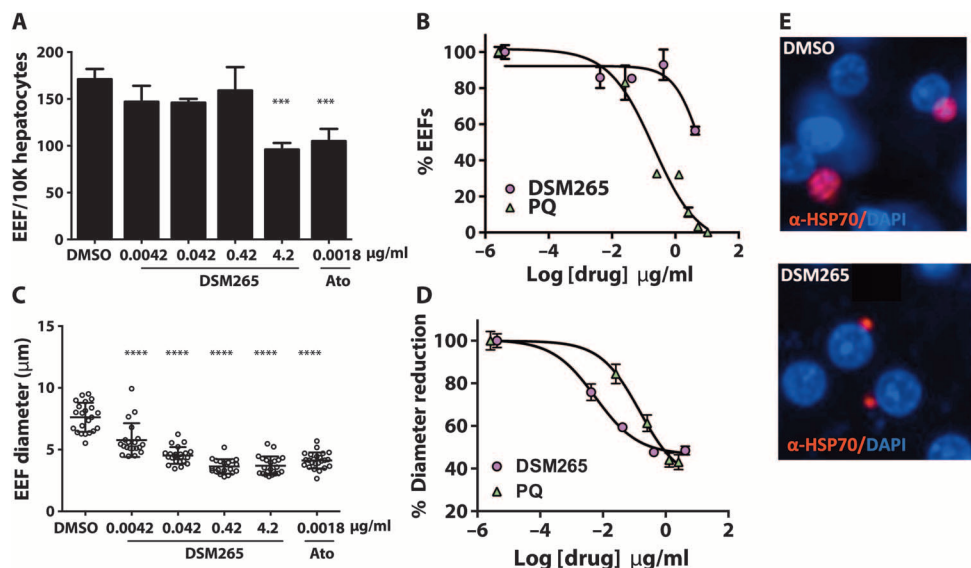 A
EEF/10K hepatocytes
200
150
100
50
0
***
***
DMSO
0.0042
0.042
0.42
4.2
0.0018
μg/ml
DSM265
Ato
B
% EEFs
100
80
60
40
20
0
DSM265
PQ
−6
−4
−2
0
2
Log [drug] μg/ml
C
EEF diameter (μm)
15
10
5
0
****
****
****
****
****
DMSO
0.0042
0.042
0.42
4.2
0.0018
μg/ml
DSM265
Ato
D
% Diameter reduction
100
80
60
40
20
DSM265
PQ
−6
−4
−2
0
2
Log [drug] μg/ml
E
DMSO
α-HSP70/DAPI
DSM265
α-HSP70/DAPI